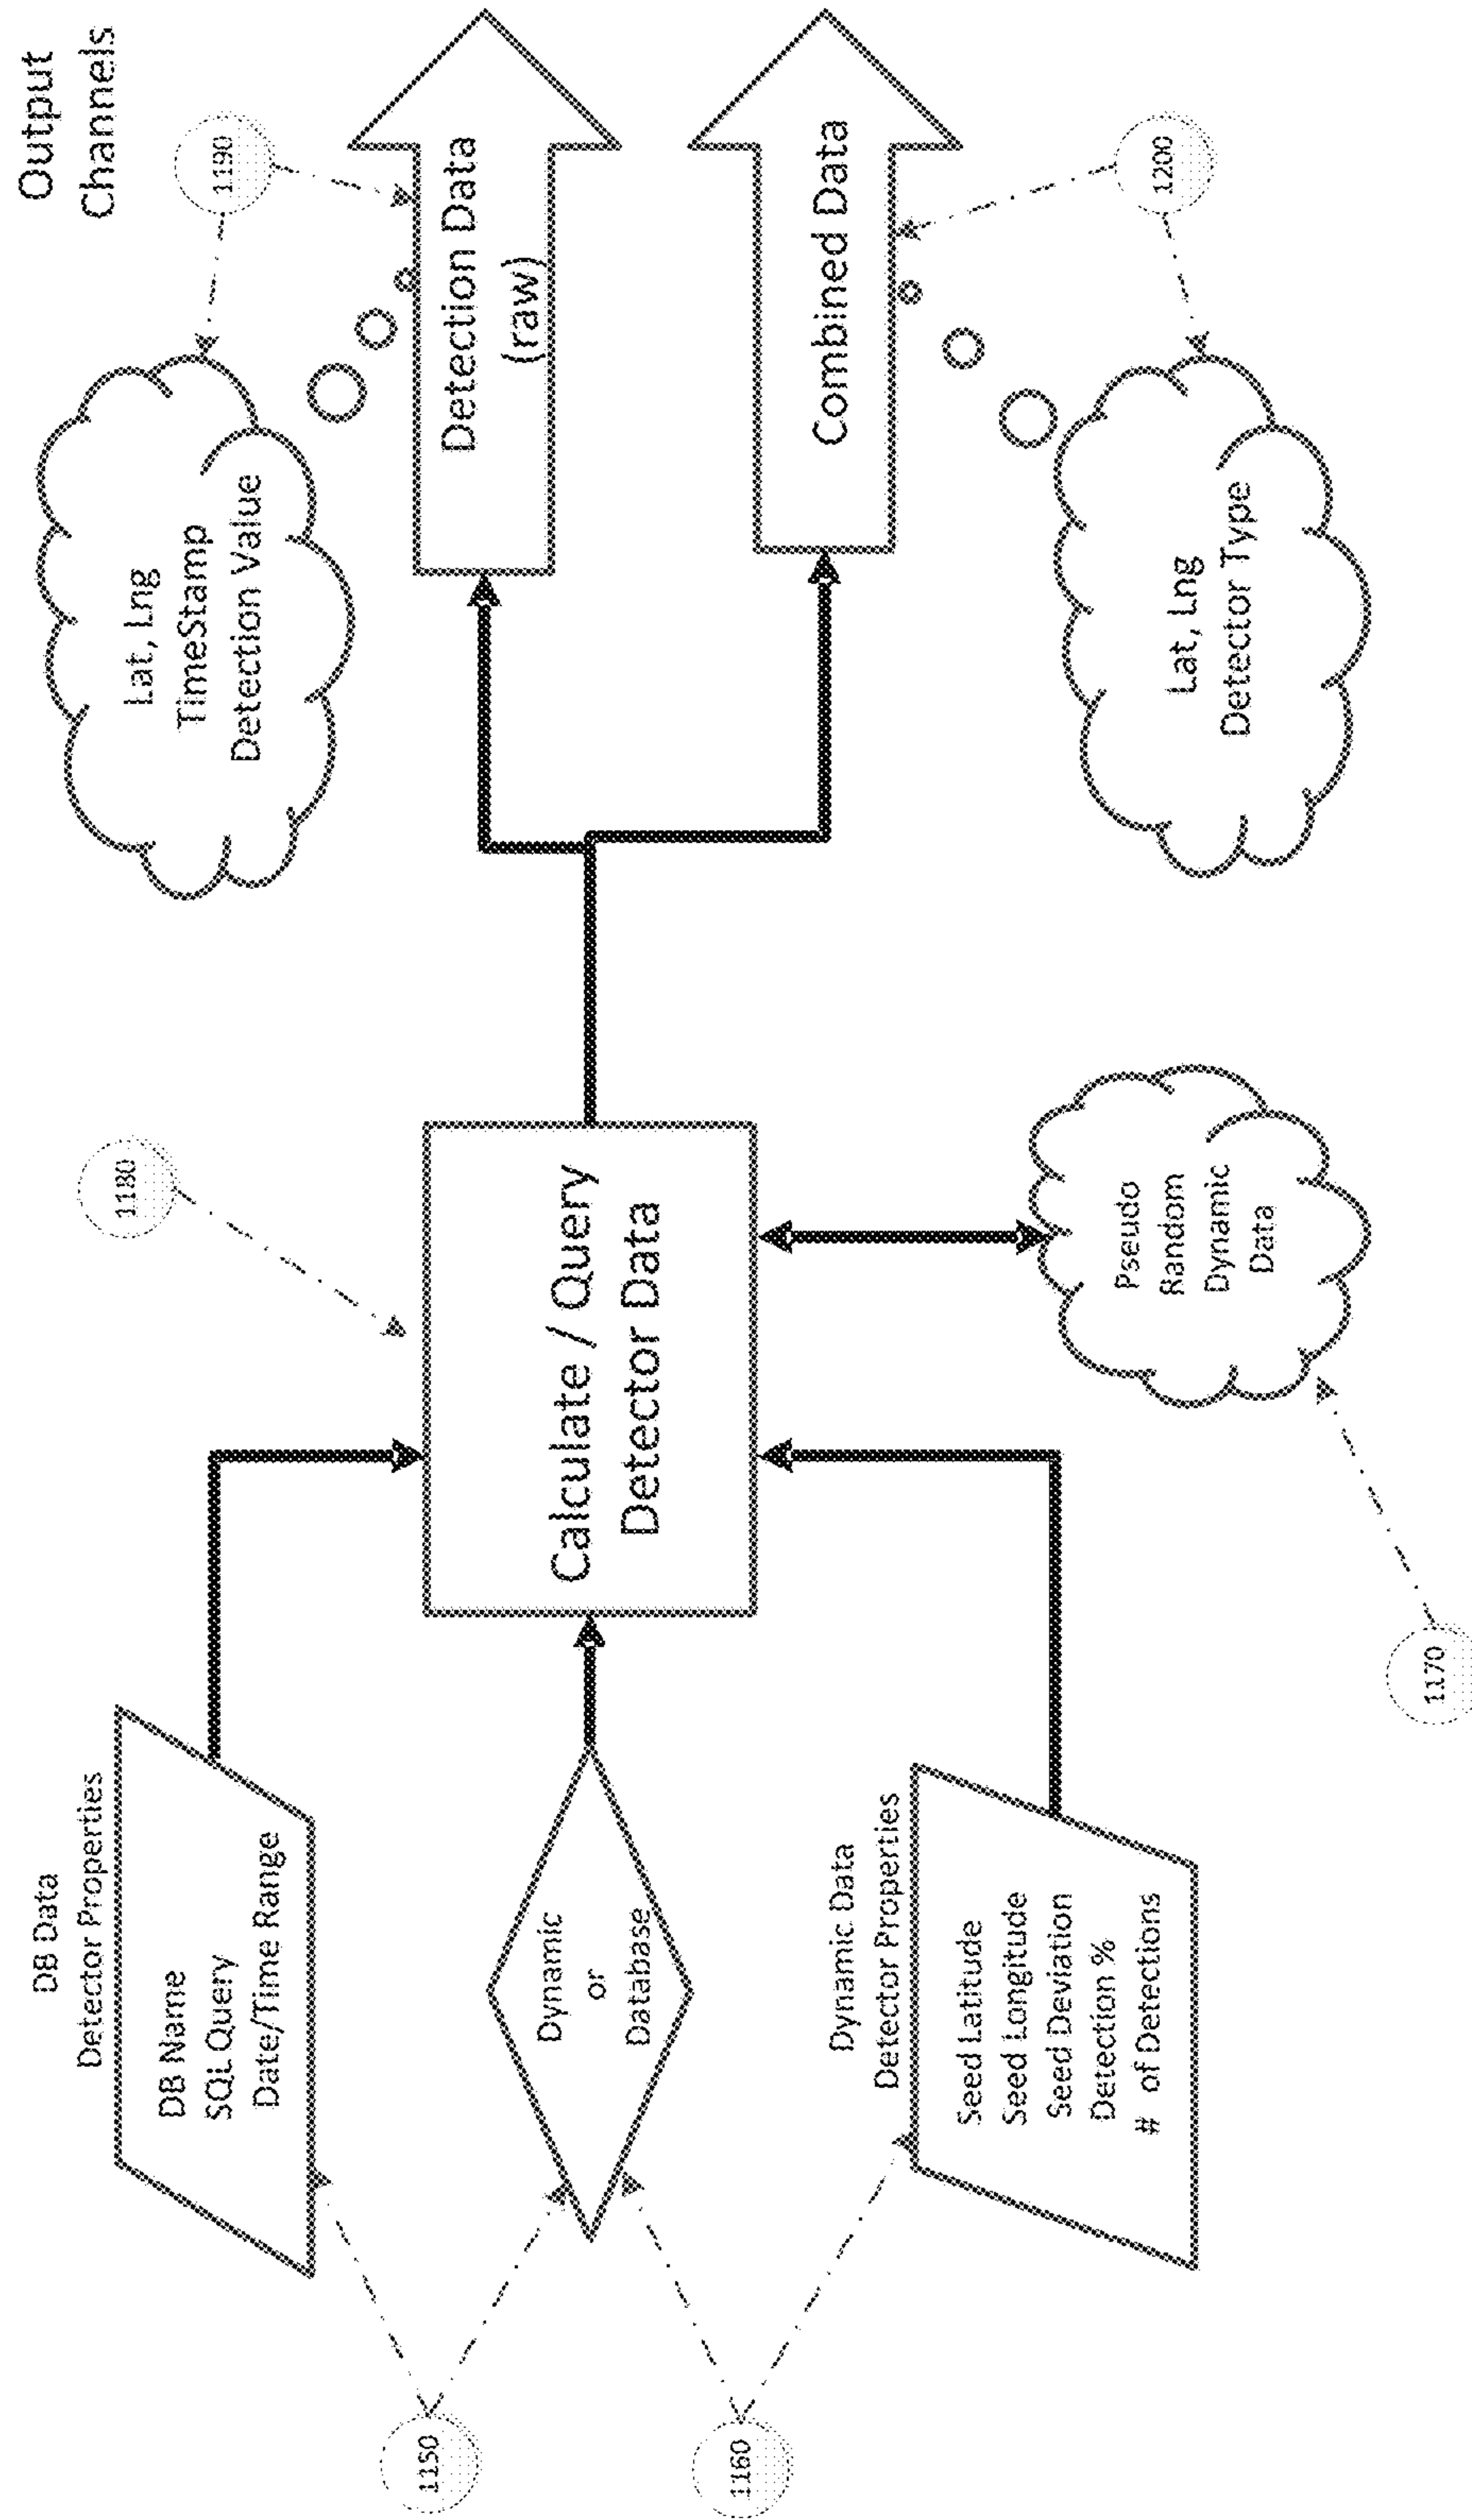 Output
Channels
DB Data
Detector Properties
DB Name
SQL Query
Date/Time Range
1150
Dynamic
or
Database
1160
Dynamic Data
Detector Properties
Seed Latitude
Seed Longitude
Seed Deviation
Detection %
# of Detections
1180
Calculate / Query
Detector Data
1170
Pseudo
Random
Dynamic
Data
Lat, Lng
TimeStamp
Detection Value
1190
Detection Data
(raw)
Combined Data
1200
Lat, Lng
Detector Type